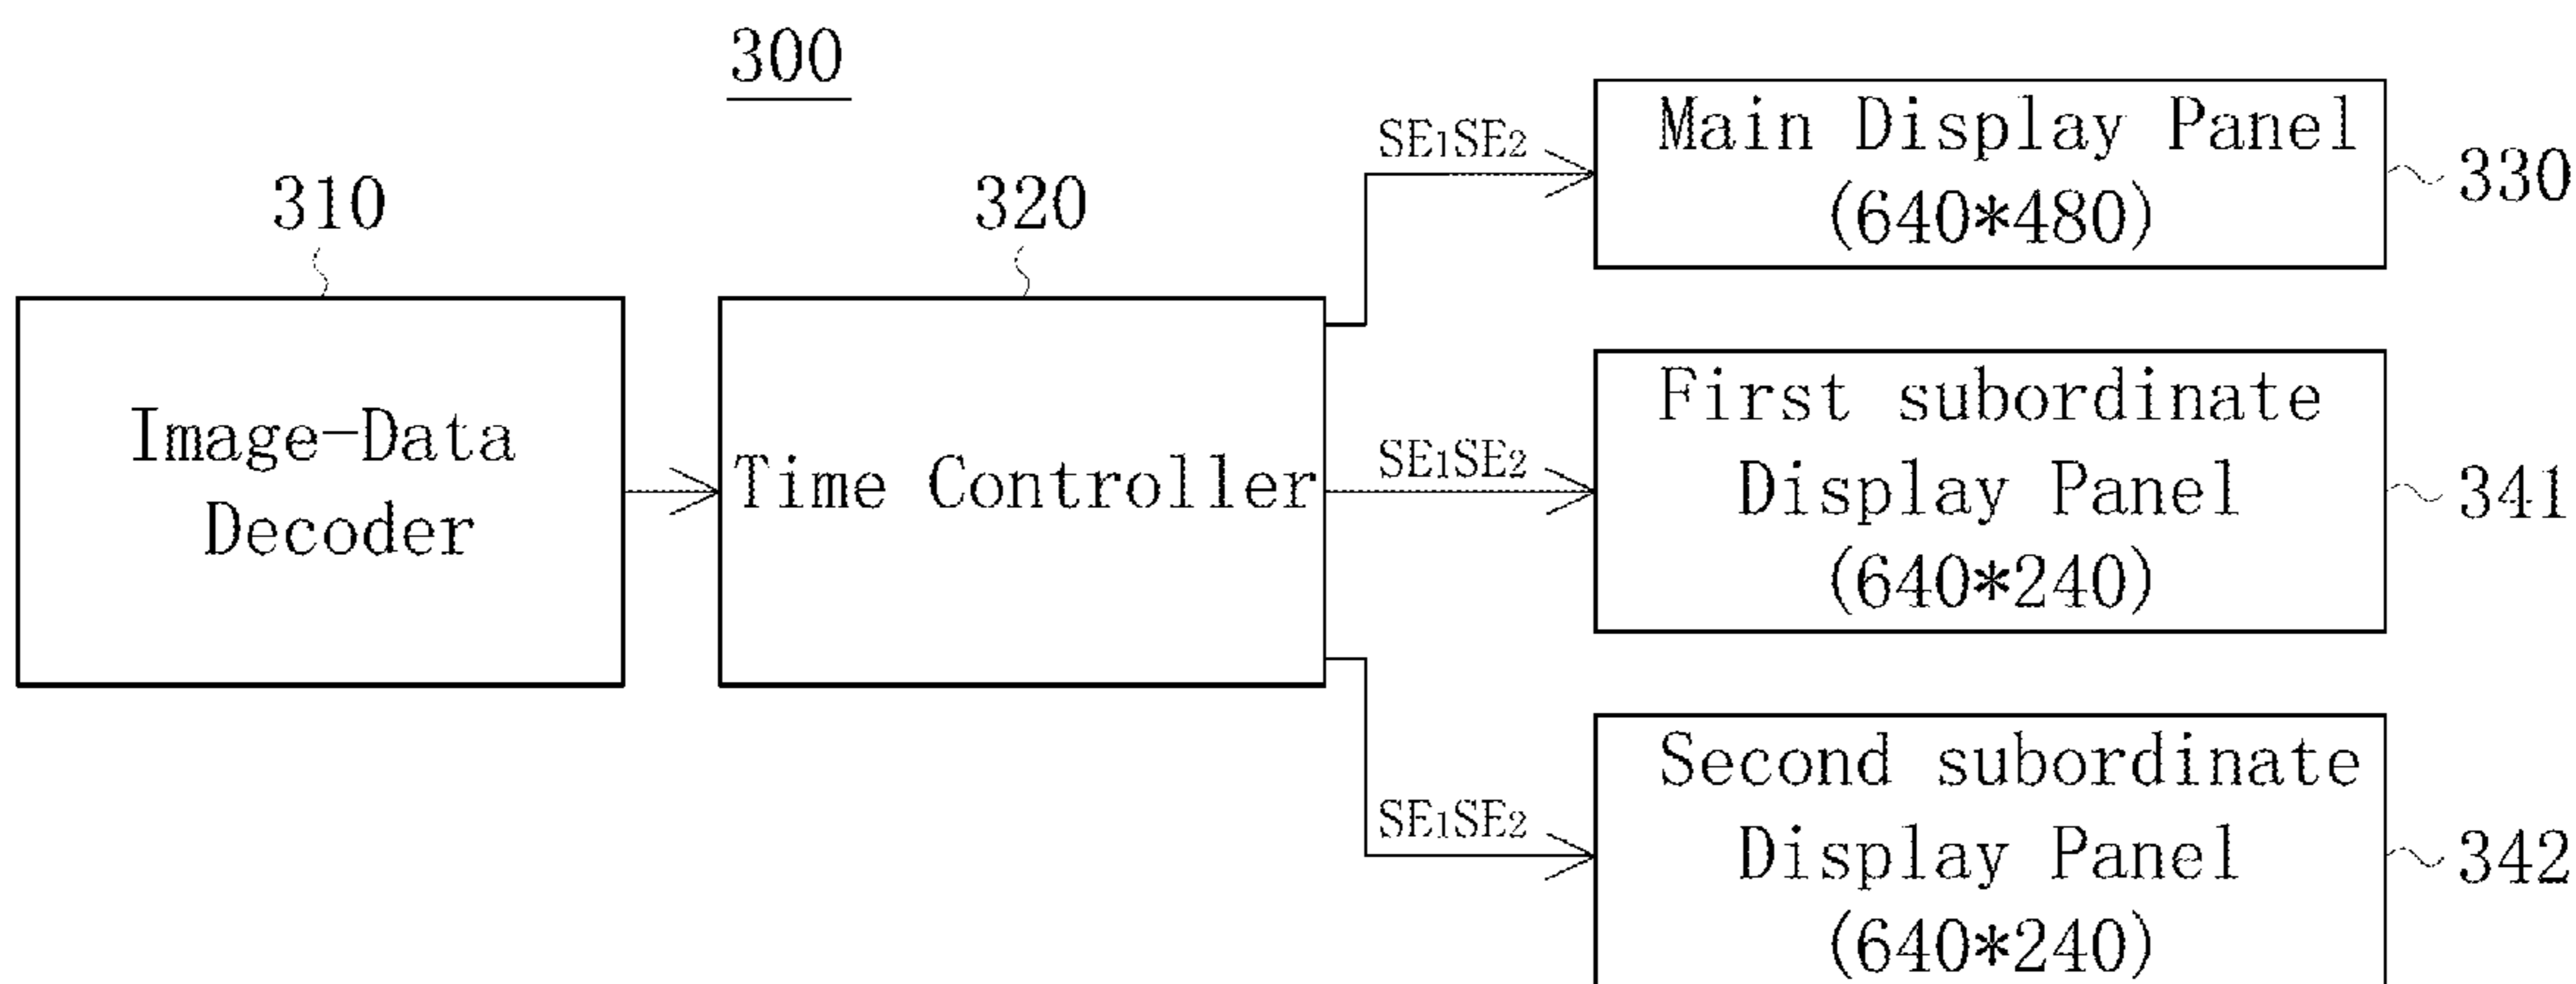 300
310
Image-Data
Decoder
320
Time Controller
SE1SE2
Main Display Panel
(640*480)
330
SE1SE2
First subordinate
Display Panel
(640*240)
341
SE1SE2
Second subordinate
Display Panel
(640*240)
342